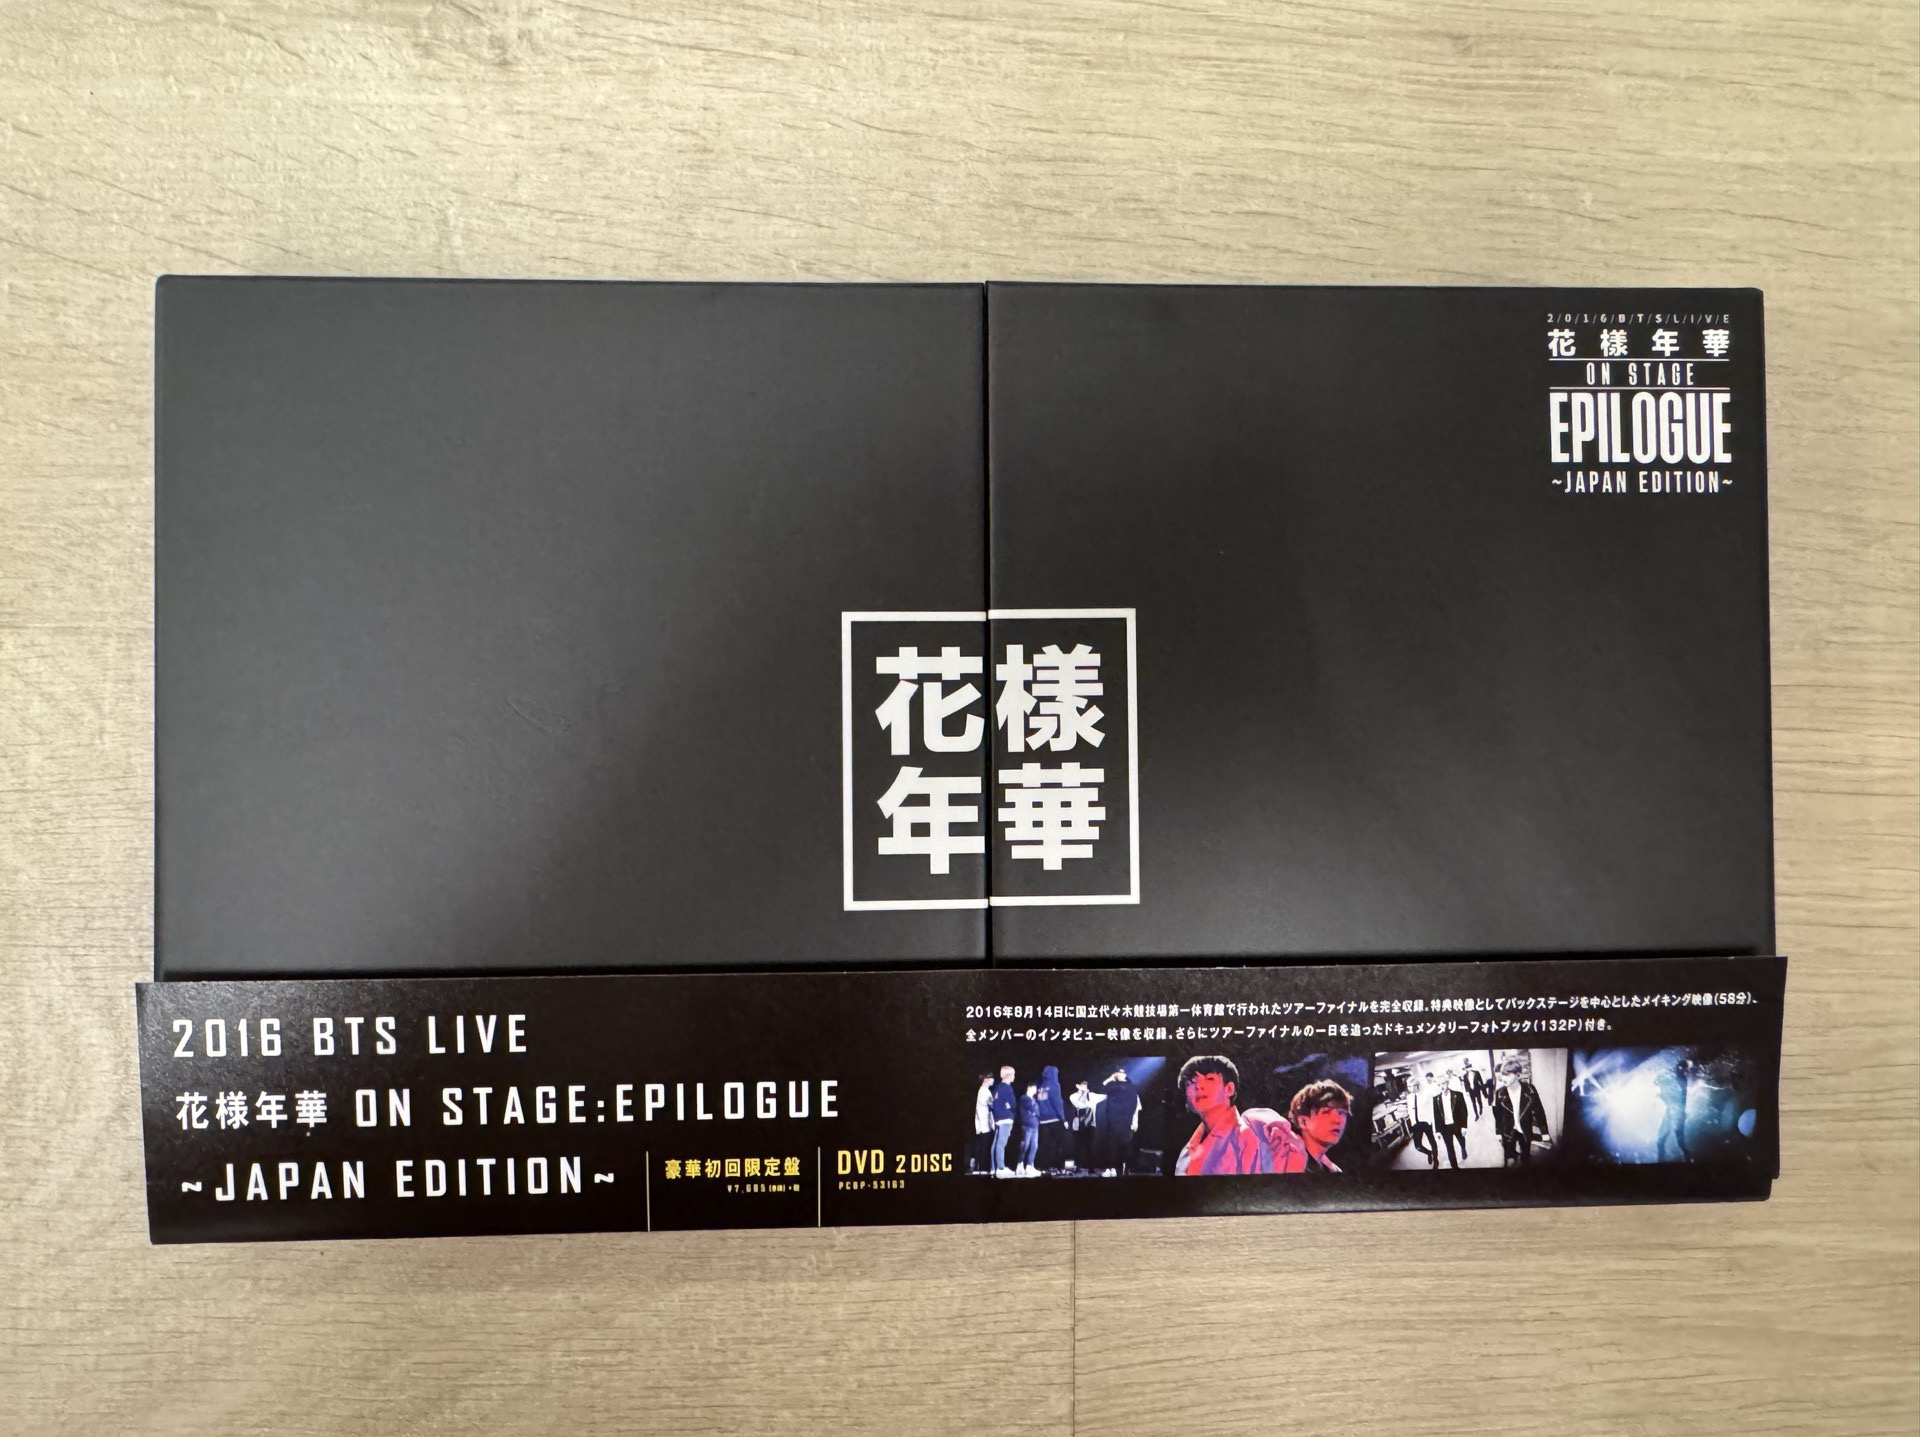 2/0/1/6/B/T/S/L/I/V/E
花様年華
ON STAGE
EPILOGUE
~JAPAN EDITION~
花様
年華
2016 BTS LIVE
花様年華 ON STAGE:EPILOGUE
~JAPAN EDITION~
豪華初回限定盤
DVD 2DISC
PCBP-53163
2016年8月14日に国立代々木競技場第一体育館で行われたツアーファイナルを完全収録。特典映像としてバックステージを中心としたメイキング映像(58分)、
全メンバーのインタビュー映像を収録。さらにツアーファイナルの一日を追ったドキュメンタリーフォトブック(132P)付き。